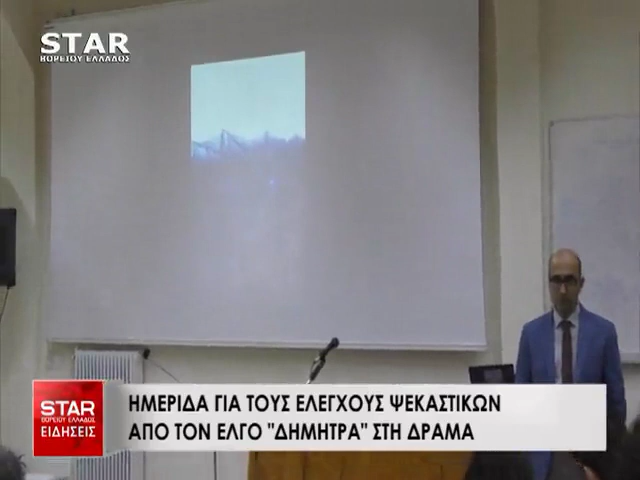 STAR
ΒΟΡΕΙΟΥ ΕΛΛΑΔΟΣ
ΗΜΕΡΙΔΑ ΓΙΑ ΤΟΥΣ ΕΛΕΓΧΟΥΣ ΨΕΚΑΣΤΙΚΩΝ
ΑΠΟ ΤΟΝ ΕΛΓΟ "ΔΗΜΗΤΡΑ" ΣΤΗ ΔΡΑΜΑ
STAR
ΒΟΡΕΙΟΥ ΕΛΛΑΔΟΣ
ΕΙΔΗΣΕΙΣ